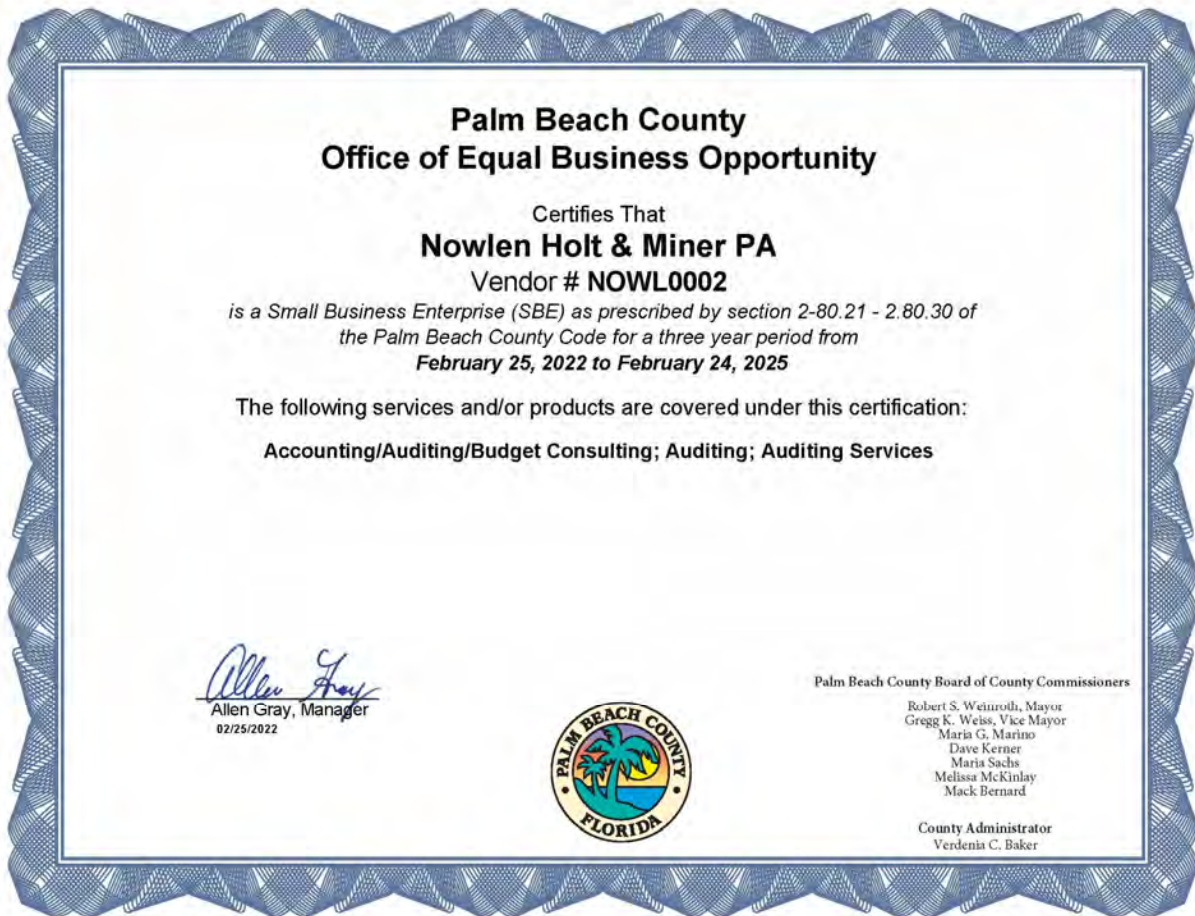 Palm Beach County
Office of Equal Business Opportunity
Certifies That
Nowlen Holt & Miner PA
Vendor # NOWL0002
is a Small Business Enterprise (SBE) as prescribed by section 2-80.21 - 2.80.30 of
the Palm Beach County Code for a three year period from
February 25, 2022 to February 24, 2025
The following services and/or products are covered under this certification:
Accounting/Auditing/Budget Consulting; Auditing; Auditing Services
Allen Gray
Allen Gray, Manager
02/25/2022
PALM BEACH COUNTY
FLORIDA
Palm Beach County Board of County Commissioners
Robert S. Weinroth, Mayor
Gregg K. Weiss, Vice Mayor
Maria G. Marino
Dave Kerner
Maria Sachs
Melissa McKinlay
Mack Bernard
County Administrator
Verdenia C. Baker